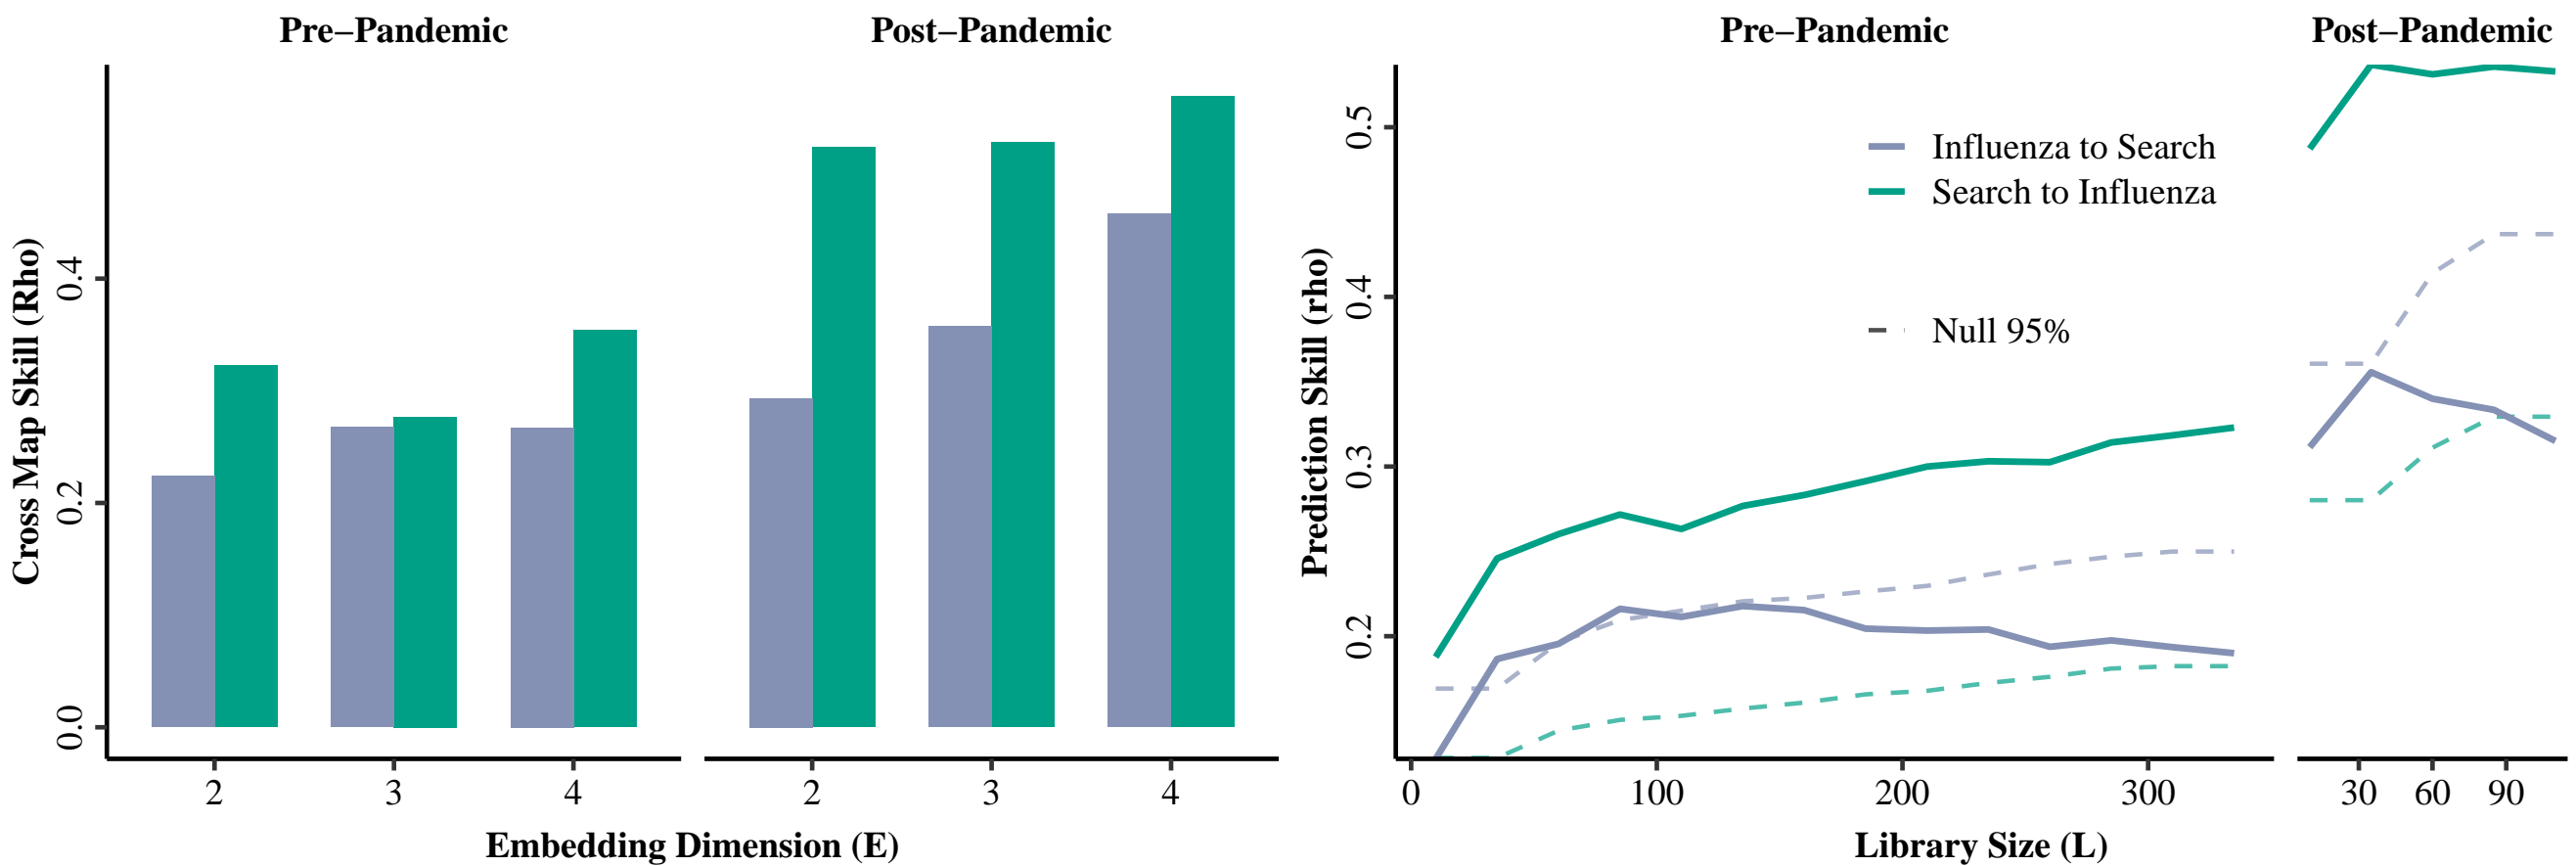 Pre–Pandemic
Post–Pandemic
Cross Map Skill (Rho)
0.4
0.2
0.0
2
3
4
2
3
4
Embedding Dimension (E)
Pre–Pandemic
Post–Pandemic
Prediction Skill (rho)
0.5
0.4
0.3
0.2
Influenza to Search
Search to Influenza
Null 95%
0
100
200
300
30
60
90
Library Size (L)